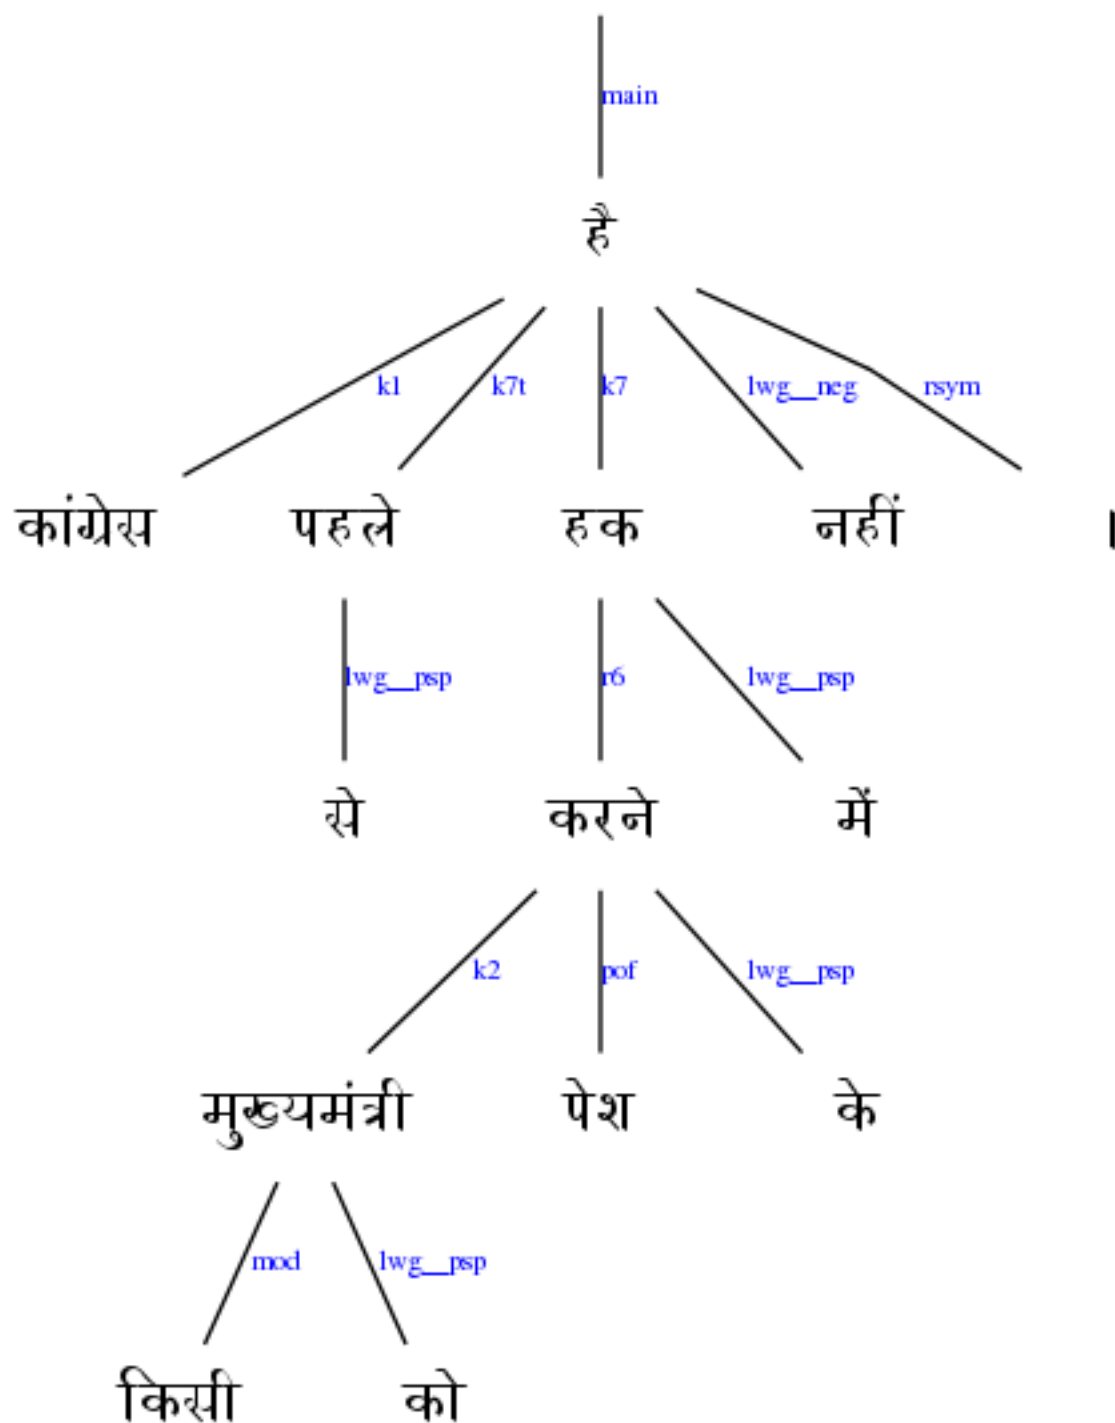 main
है
k1 k7t k7 lwg__neg rsym
कांग्रेस पहले हक नहीं ।
lwg__psp r6 lwg__psp
से करने में
k2 pof lwg__psp
मुख्यमंत्री पेश के
mod lwg__psp
किसी को